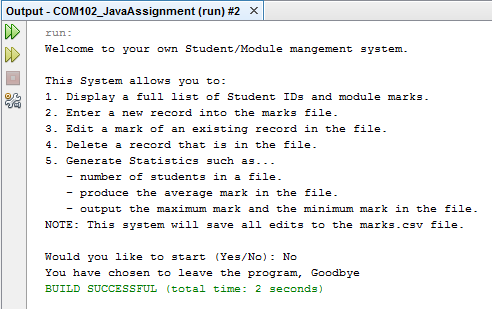 Output - COM102_JavaAssignment (run) #2
run:
Welcome to your own Student/Module mangement system.
This System allows you to:
1. Display a full list of Student IDs and module marks.
2. Enter a new record into the marks file.
3. Edit a mark of an existing record in the file.
4. Delete a record that is in the file.
5. Generate Statistics such as...
- number of students in a file.
- produce the average mark in the file.
- output the maximum mark and the minimum mark in the file.
NOTE: This system will save all edits to the marks.csv file.
Would you like to start (Yes/No): No
You have chosen to leave the program, Goodbye
BUILD SUCCESSFUL (total time: 2 seconds)